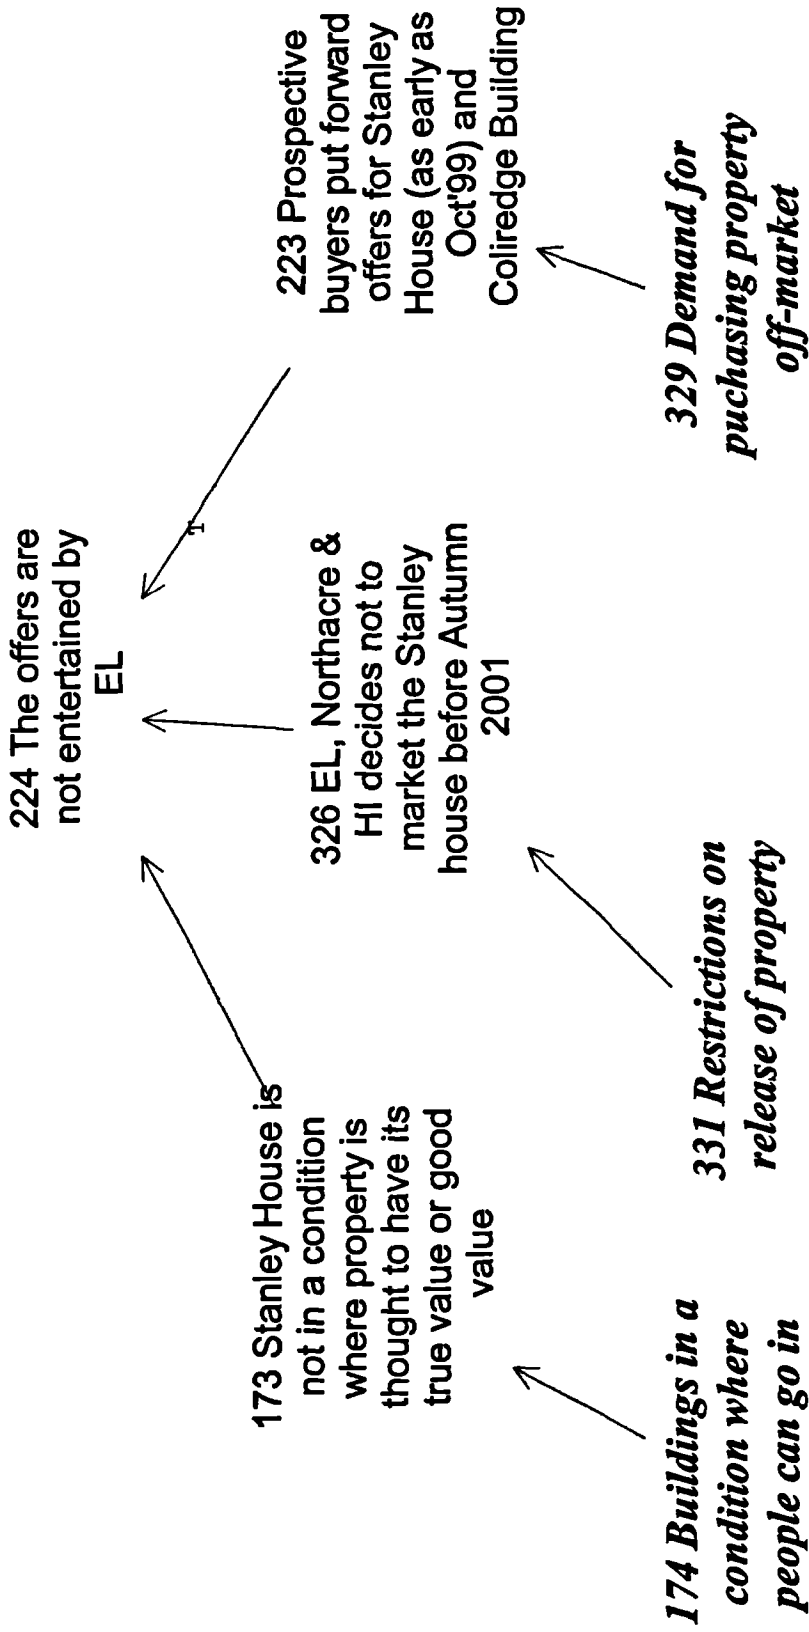 224 The offers are
not entertained by
EL
173 Stanley House is
not in a condition
where property is
thought to have its
true value or good
value
326 EL, Northacre &
HI decides not to
market the Stanley
house before Autumn
2001
223 Prospective
buyers put forward
offers for Stanley
House (as early as
Oct'99) and
Coliredge Building
174 Buildings in a
condition where
people can go in
331 Restrictions on
release of property
329 Demand for
puchasing property
off-market